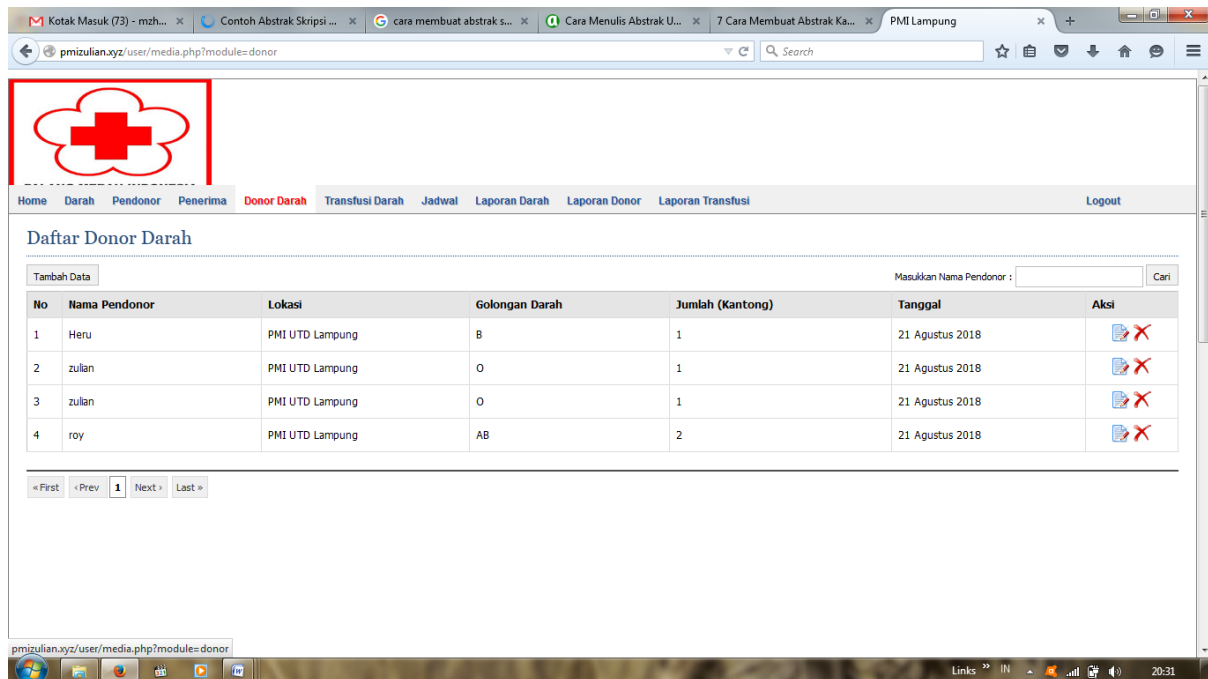 Kotak Masuk (73) - mzh... Contoh Abstrak Skripsi ... cara membuat abstrak s... Cara Menulis Abstrak U... 7 Cara Membuat Abstrak Ka... PMI Lampung
pmizulian.xyz/user/media.php?module=donor Search
Home Darah Pendonor Penerima Donor Darah Transfusi Darah Jadwal Laporan Darah Laporan Donor Laporan Transfusi Logout
Daftar Donor Darah
Tambah Data Masukkan Nama Pendonor : Cari
No Nama Pendonor Lokasi Golongan Darah Jumlah (Kantong) Tanggal Aksi
1 Heru PMI UTD Lampung B 1 21 Agustus 2018
2 zulian PMI UTD Lampung O 1 21 Agustus 2018
3 zulian PMI UTD Lampung O 1 21 Agustus 2018
4 roy PMI UTD Lampung AB 2 21 Agustus 2018
« First ‹ Prev 1 Next › Last »
pmizulian.xyz/user/media.php?module=donor
Links » IN 20:31